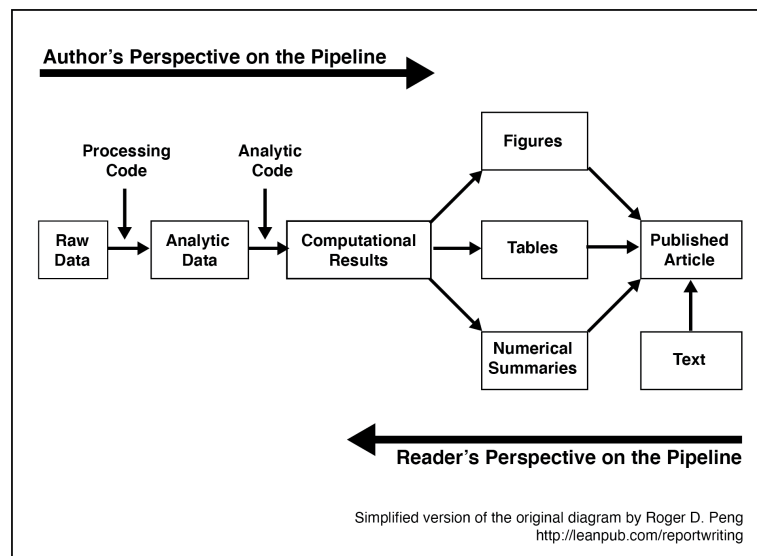 Author's Perspective on the Pipeline
Processing
Code
Analytic
Code
Raw
Data
Analytic
Data
Computational
Results
Figures
Tables
Numerical
Summaries
Published
Article
Text
Reader's Perspective on the Pipeline
Simplified version of the original diagram by Roger D. Peng
http://leanpub.com/reportwriting